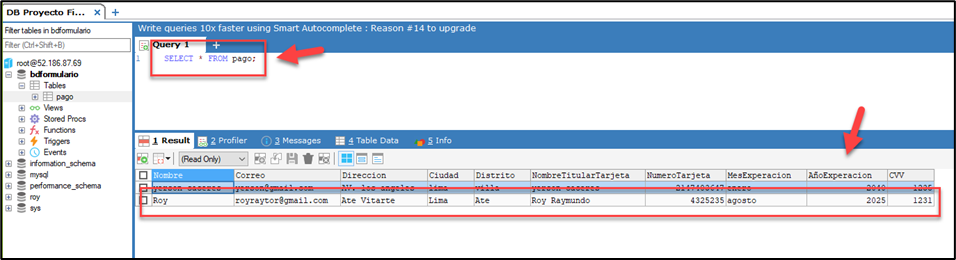 DB Proyecto Fi...
Filter tables in bdformulario
Filter (Ctrl+Shift+B)
root@52.186.87.69
bdformulario
Tables
pago
Views
Stored Procs
Functions
Triggers
Events
information_schema
mysql
performance_schema
roy
sys
Write queries 10x faster using Smart Autocomplete : Reason #14 to upgrade
Query 1
1 SELECT * FROM pago;
1 Result 2 Profiler 3 Messages 4 Table Data 5 Info
(Read Only)
Nombre Correo Direccion Ciudad Distrito NombreTitularTarjeta NumeroTarjeta MesExperacion AñoExperacion CVV
yerson castres yerson@gmail.com AV. los angeles lima villa yerson castres 2147483647 enero 2040 1235
Roy royraytor@gmail.com Ate Vitarte Lima Ate Roy Raymundo 4325235 agosto 2025 1231